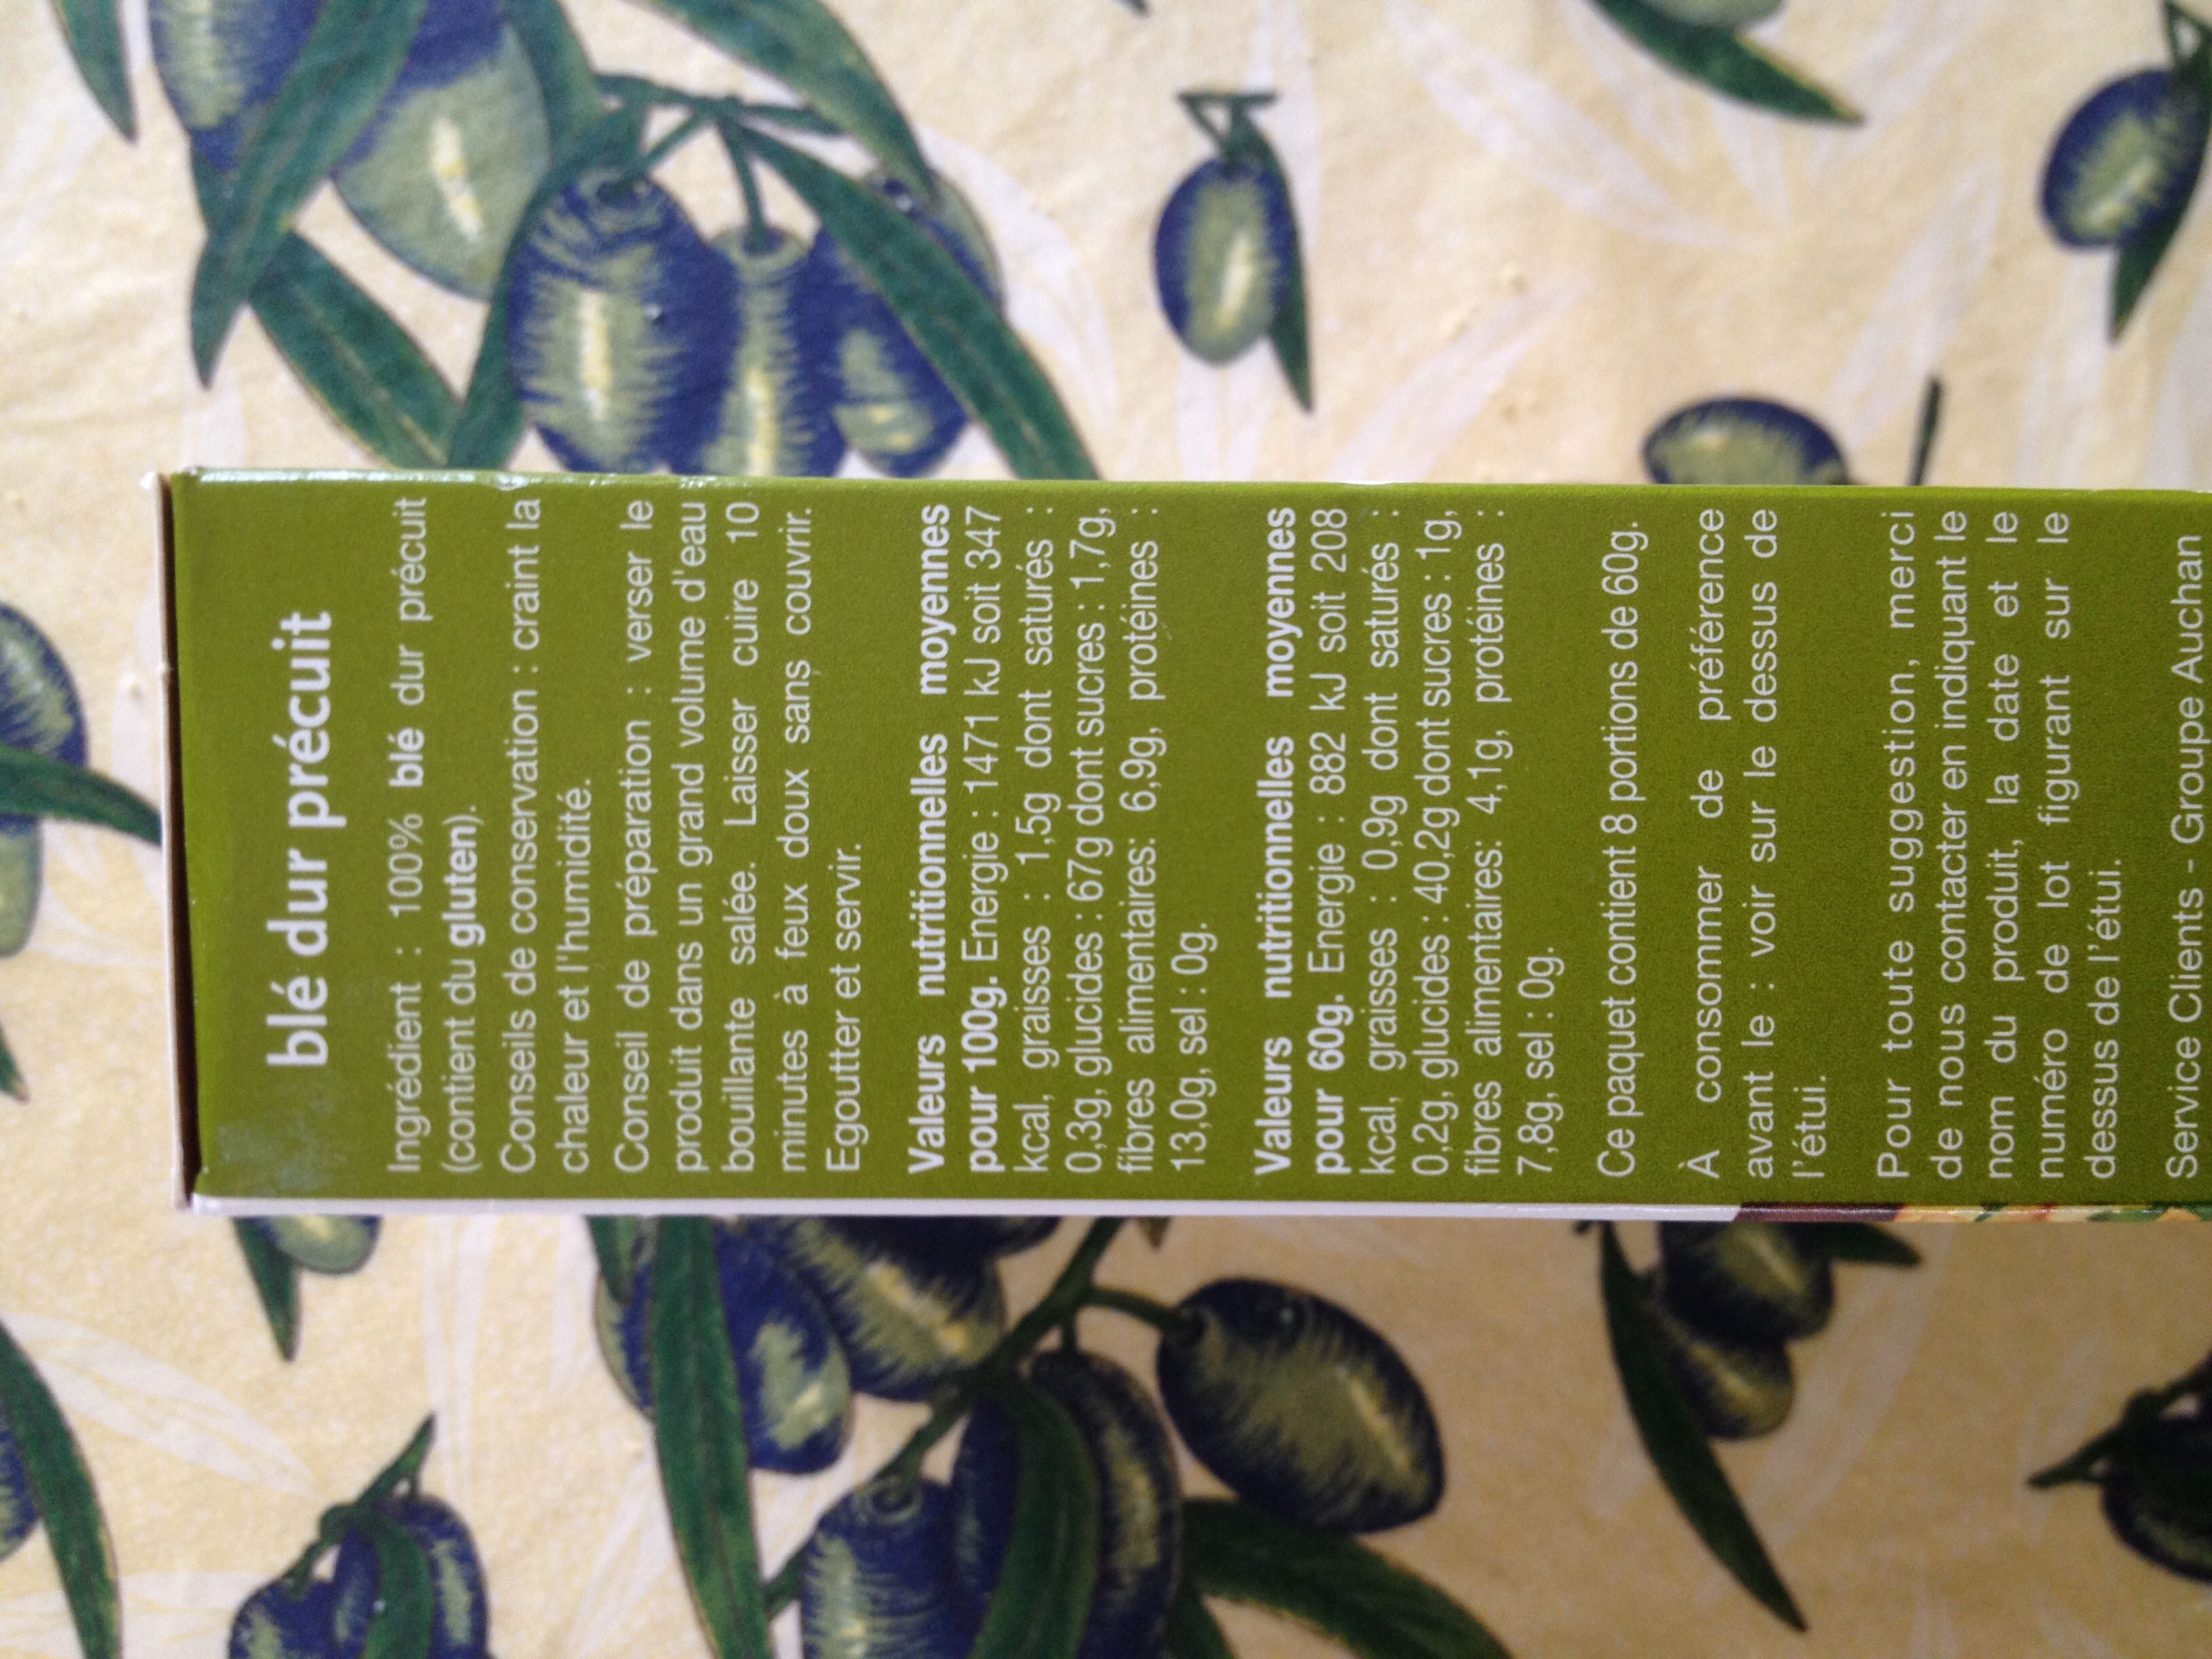 blé dur précuit
Ingrédient : 100% blé dur précuit
(contient du gluten).
Conseils de conservation : craint la
chaleur et l'humidité.
Conseil de préparation : verser le
produit dans un grand volume d'eau
bouillante salée. Laisser cuire 10
minutes à feux doux sans couvrir.
Egoutter et servir.
Valeurs nutritionnelles moyennes
pour 100g. Energie : 1471 kJ soit 347
kcal, graisses : 1,5g dont saturés :
0,3g, glucides : 67g dont sucres : 1,7g,
fibres alimentaires: 6,9g, protéines :
13,0g, sel : 0g.
Valeurs nutritionnelles moyennes
pour 60g. Energie : 882 kJ soit 208
kcal, graisses : 0,9g dont saturés :
0,2g, glucides : 40,2g dont sucres : 1g,
fibres alimentaires: 4,1g, protéines :
7,8g, sel : 0g.
Ce paquet contient 8 portions de 60g.
À consommer de préférence
avant le : voir sur le dessus de
l'étui.
Pour toute suggestion, merci
de nous contacter en indiquant le
nom du produit, la date et le
numéro de lot figurant sur le
dessus de l'étui.
Service Clients - Groupe Auchan